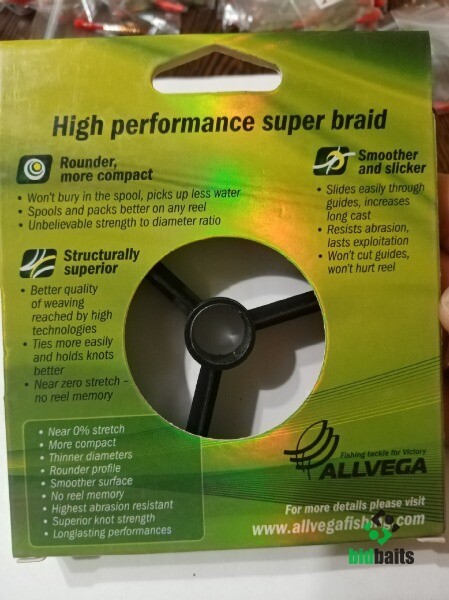 High performance super braid
Rounder,
more compact
• Won't bury in the spool, picks up less water
• Spools and packs better on any reel
• Unbelievable strength to diameter ratio
Smoother
and slicker
• Slides easily through
guides, increases
long cast
• Resists abrasion,
lasts exploitation
• Won't cut guides,
won't hurt reel
Structurally
superior
• Better quality
of weaving
reached by high
technologies
• Ties more easily
and holds knots
better
• Near zero stretch –
no reel memory
• Near 0% stretch
• More compact
• Thinner diameters
• Rounder profile
• Smoother surface
• No reel memory
• Highest abrasion resistant
• Superior knot strength
• Longlasting performances
Fishing tackle for Victory
ALLVEGA
For more details please visit
www.allvegafishing.com
bidbaits